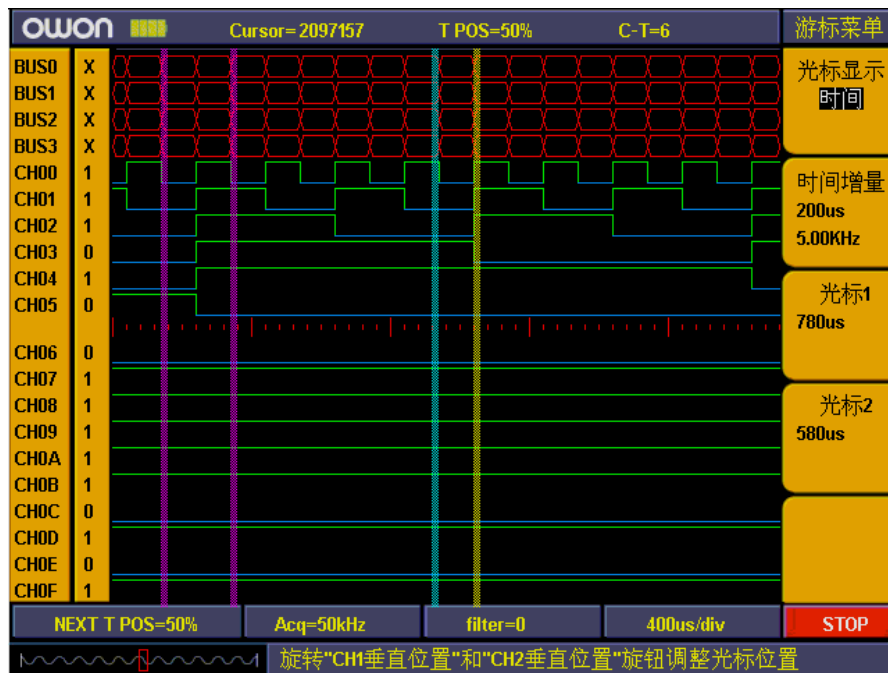 owon Cursor=2097157 T POS=50% C-T=6 游标菜单
BUS0 X
BUS1 X
BUS2 X
BUS3 X
CH00 1
CH01 1
CH02 1
CH03 0
CH04 1
CH05 0
CH06 0
CH07 1
CH08 1
CH09 1
CH0A 1
CH0B 1
CH0C 0
CH0D 1
CH0E 0
CH0F 1
光标显示
时间
时间增量
200us
5.00KHz
光标1
780us
光标2
580us
NEXT T POS=50% Acq=50kHz filter=0 400us/div STOP
旋转"CH1垂直位置"和"CH2垂直位置"旋钮调整光标位置